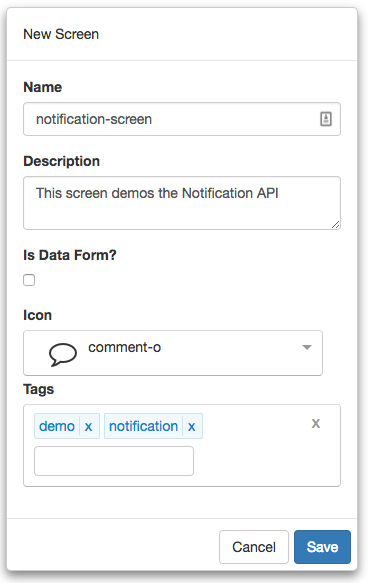 New Screen
Name
notification-screen
Description
This screen demos the Notification API
Is Data Form?
Icon
comment-o
Tags
demo x notification x x
Cancel Save